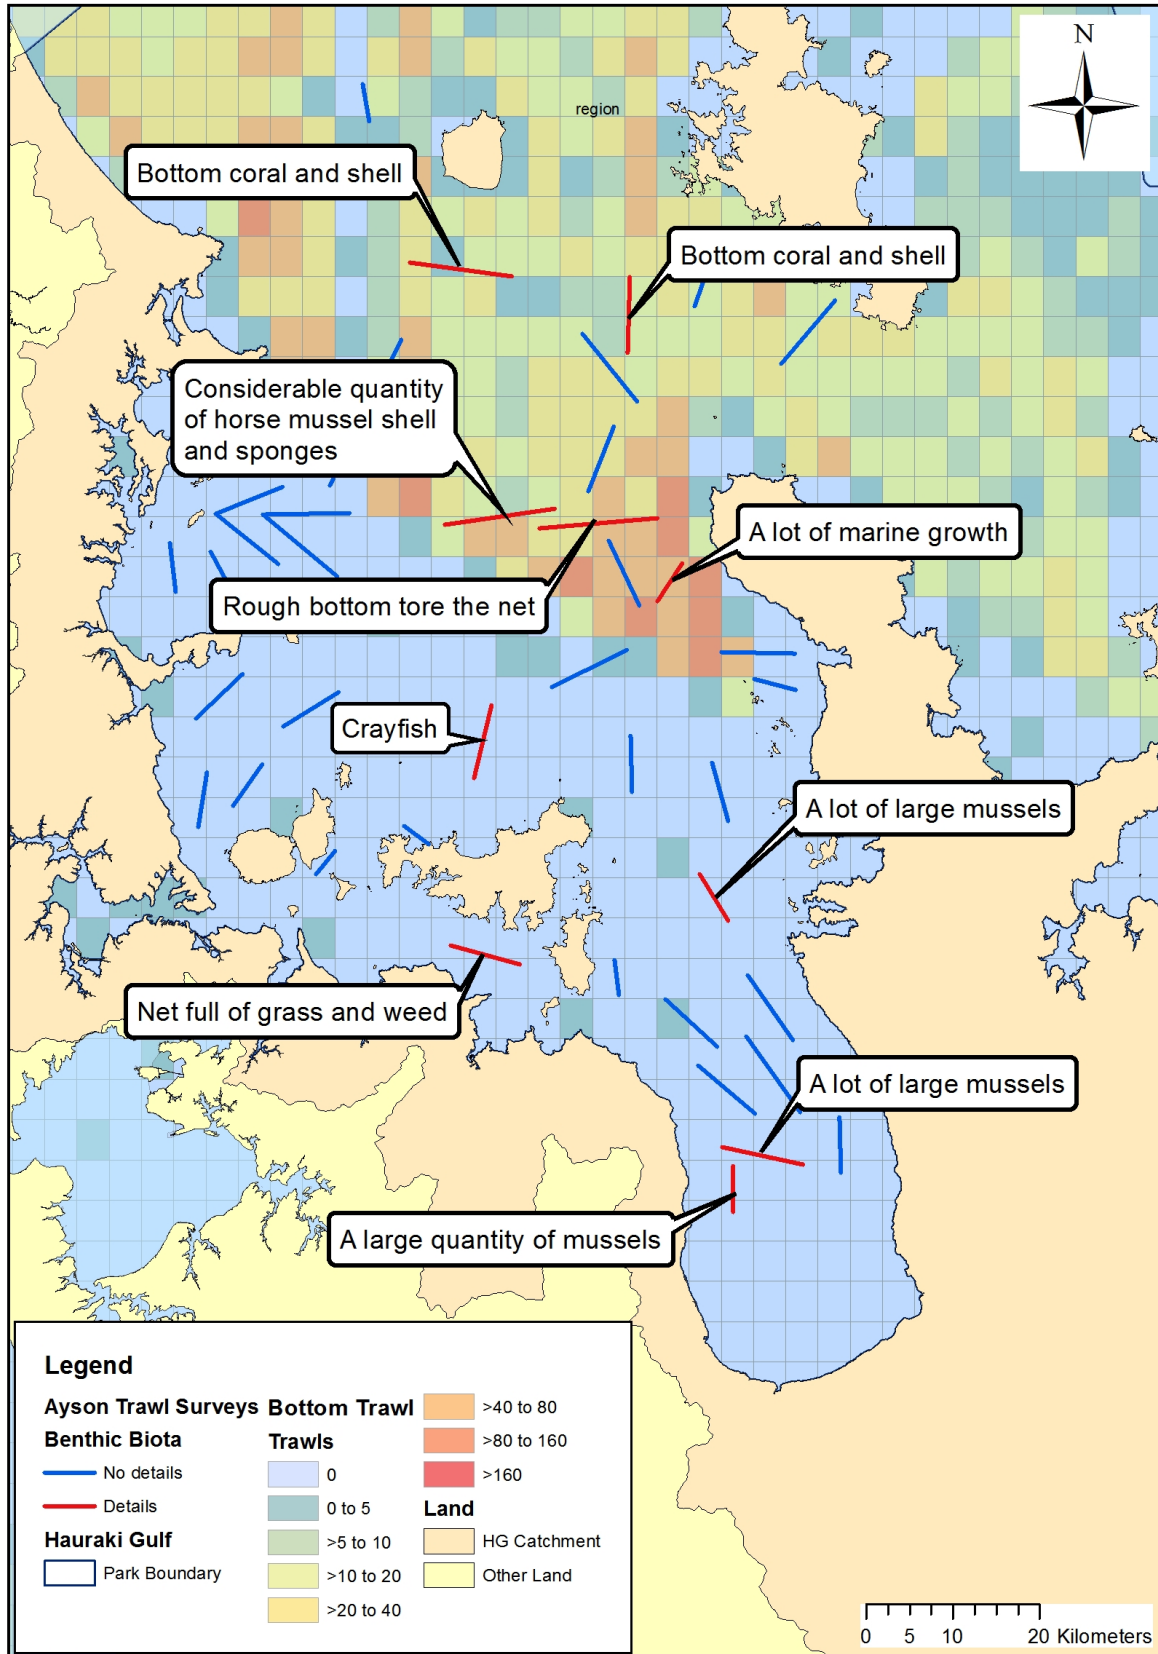 N
region
Bottom coral and shell
Bottom coral and shell
Considerable quantity
of horse mussel shell
and sponges
A lot of marine growth
Rough bottom tore the net
Crayfish
A lot of large mussels
Net full of grass and weed
A lot of large mussels
A large quantity of mussels
Legend
Ayson Trawl Surveys
Benthic Biota
No details
Details
Hauraki Gulf
Park Boundary
Bottom Trawl
Trawls
0
0 to 5
>5 to 10
>10 to 20
>20 to 40
>40 to 80
>80 to 160
>160
Land
HG Catchment
Other Land
0 5 10 20 Kilometers